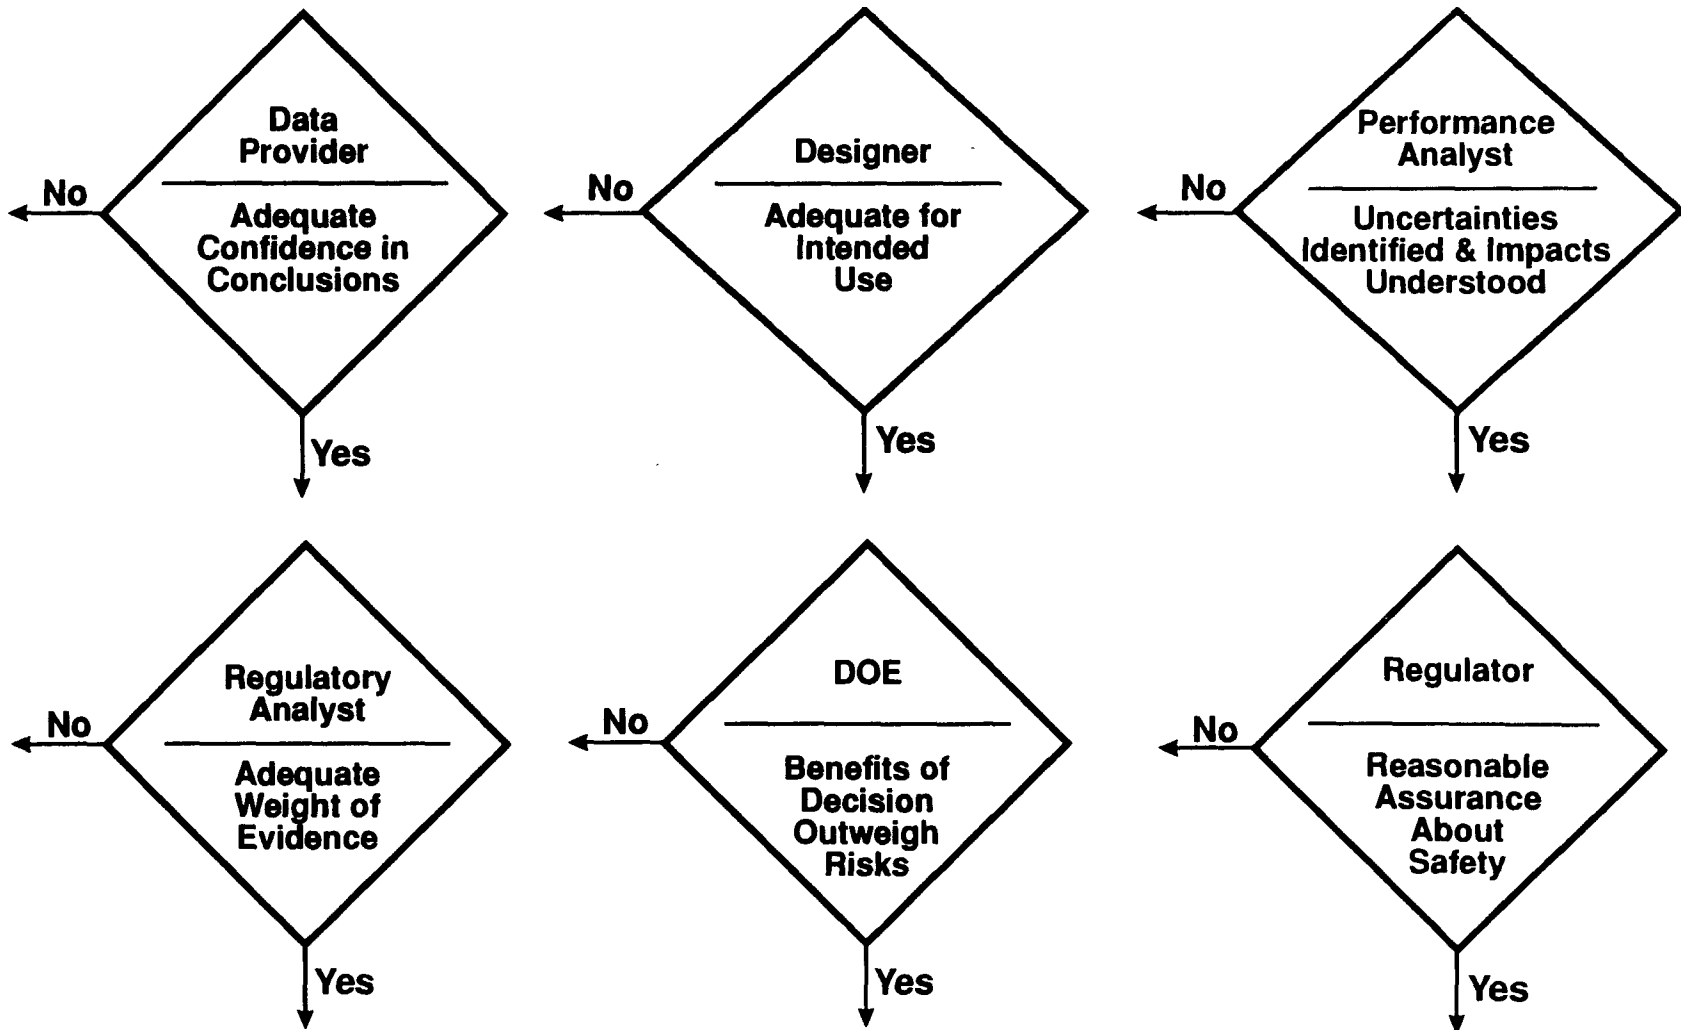 Data
Provider
No
Adequate
Confidence in
Conclusions
Yes
Designer
No
Adequate for
Intended
Use
Yes
Performance
Analyst
No
Uncertainties
Identified & Impacts
Understood
Yes
Regulatory
Analyst
No
Adequate
Weight of
Evidence
Yes
DOE
No
Benefits of
Decision
Outweigh
Risks
Yes
Regulator
No
Reasonable
Assurance
About
Safety
Yes